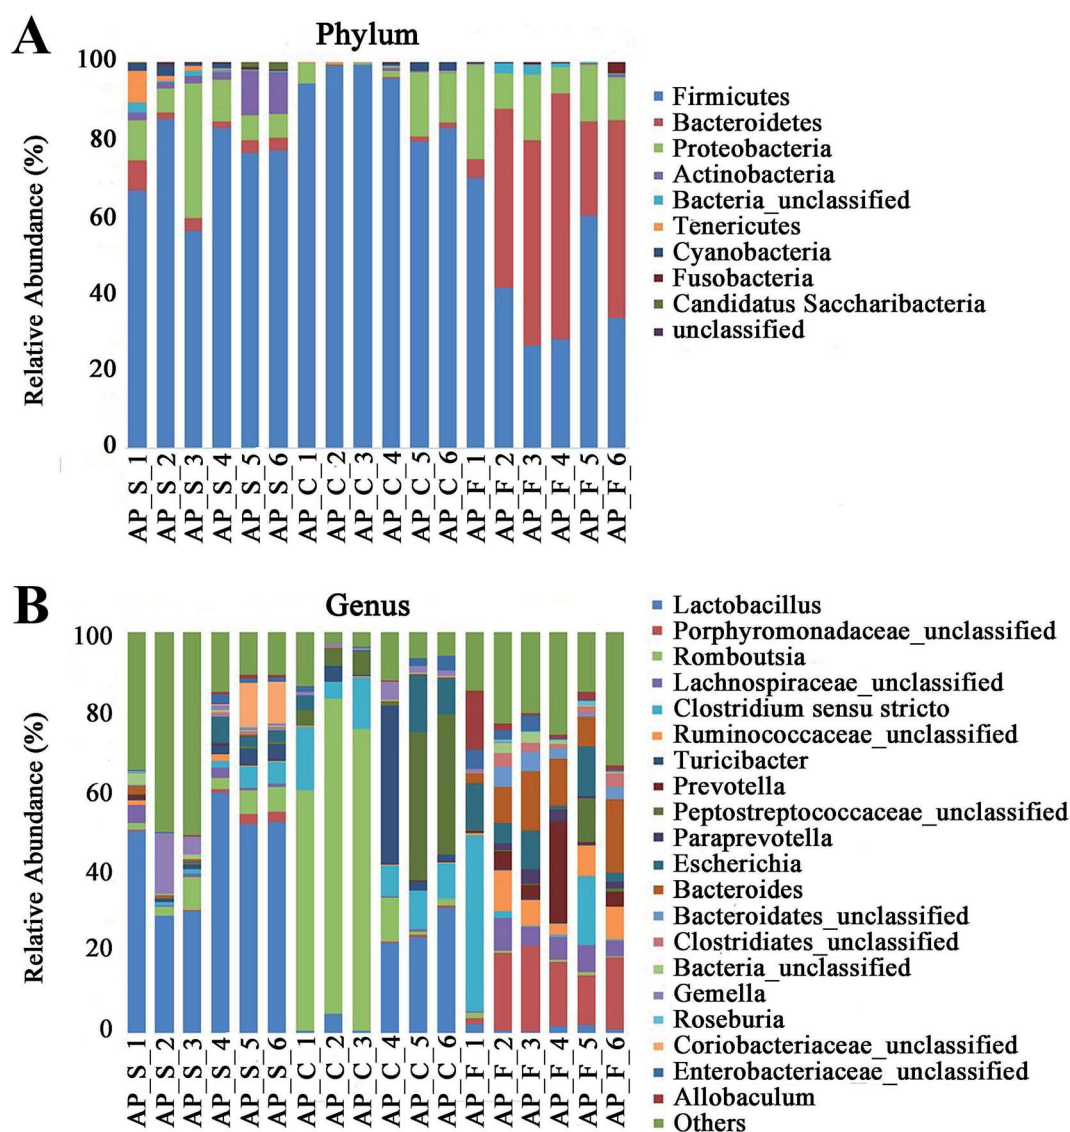 A
Phylum
Relative Abundance (%)
100
80
60
40
20
0
AP_S_1
AP_S_2
AP_S_3
AP_S_4
AP_S_5
AP_S_6
AP_C_1
AP_C_2
AP_C_3
AP_C_4
AP_C_5
AP_C_6
AP_F_1
AP_F_2
AP_F_3
AP_F_4
AP_F_5
AP_F_6
Firmicutes
Bacteroidetes
Proteobacteria
Actinobacteria
Bacteria_unclassified
Tenericutes
Cyanobacteria
Fusobacteria
Candidatus Saccharibacteria
unclassified
B
Genus
Relative Abundance (%)
100
80
60
40
20
0
AP_S_1
AP_S_2
AP_S_3
AP_S_4
AP_S_5
AP_S_6
AP_C_1
AP_C_2
AP_C_3
AP_C_4
AP_C_5
AP_C_6
AP_F_1
AP_F_2
AP_F_3
AP_F_4
AP_F_5
AP_F_6
Lactobacillus
Porphyromonadaceae_unclassified
Romboutsia
Lachnospiraceae_unclassified
Clostridium sensu stricto
Ruminococcaceae_unclassified
Turicibacter
Prevotella
Peptostreptococcaceae_unclassified
Paraprevotella
Escherichia
Bacteroides
Bacteroidates_unclassified
Clostridiates_unclassified
Bacteria_unclassified
Gemella
Roseburia
Coriobacteriaceae_unclassified
Enterobacteriaceae_unclassified
Allobaculum
Others